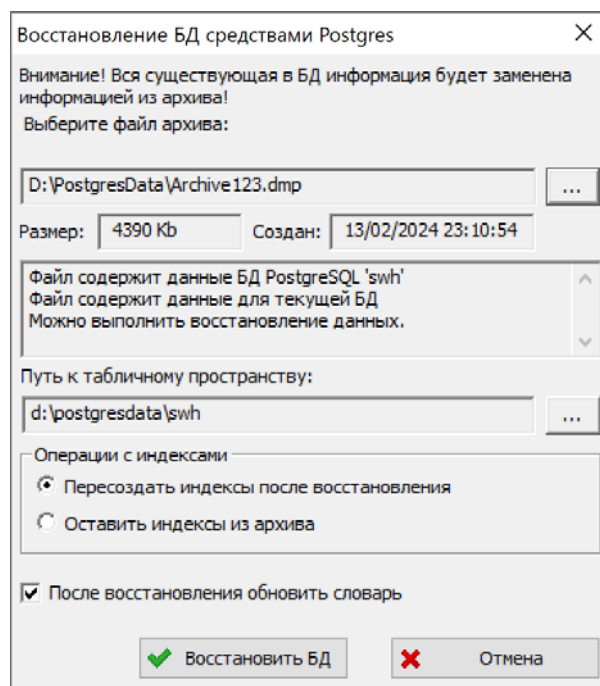 Восстановление БД средствами Postgres
Внимание! Вся существующая в БД информация будет заменена
информацией из архива!
Выберите файл архива:
D:\PostgresData\Archive123.dmp
...
Размер: 4390 Kb Создан: 13/02/2024 23:10:54
Файл содержит данные БД PostgreSQL 'swh'
Файл содержит данные для текущей БД
Можно выполнить восстановление данных.
Путь к табличному пространству:
d:\postgresdata\swh
...
Операции с индексами
Пересоздать индексы после восстановления
Оставить индексы из архива
После восстановления обновить словарь
Восстановить БД
Отмена